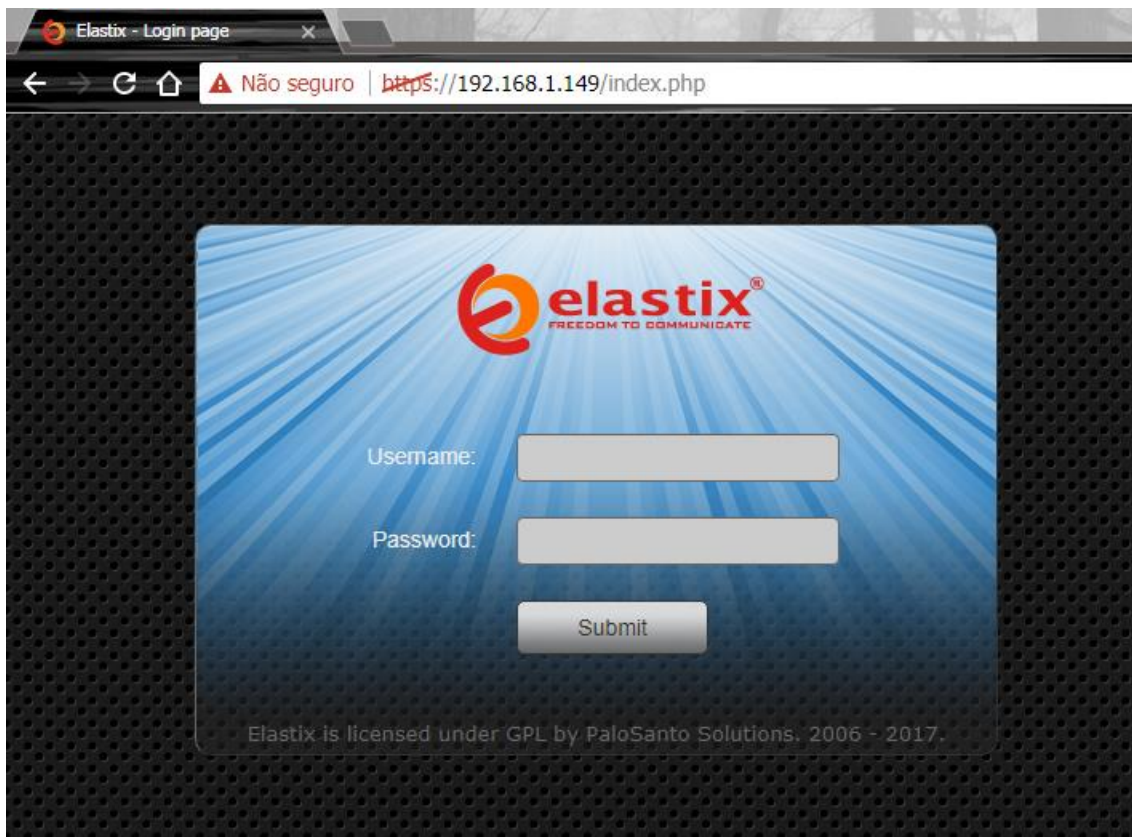 Elastix - Login page
Não seguro | https://192.168.1.149/index.php
elastix®
FREEDOM TO COMMUNICATE
Username:
Password:
Submit
Elastix is licensed under GPL by PaloSanto Solutions. 2006 - 2017.